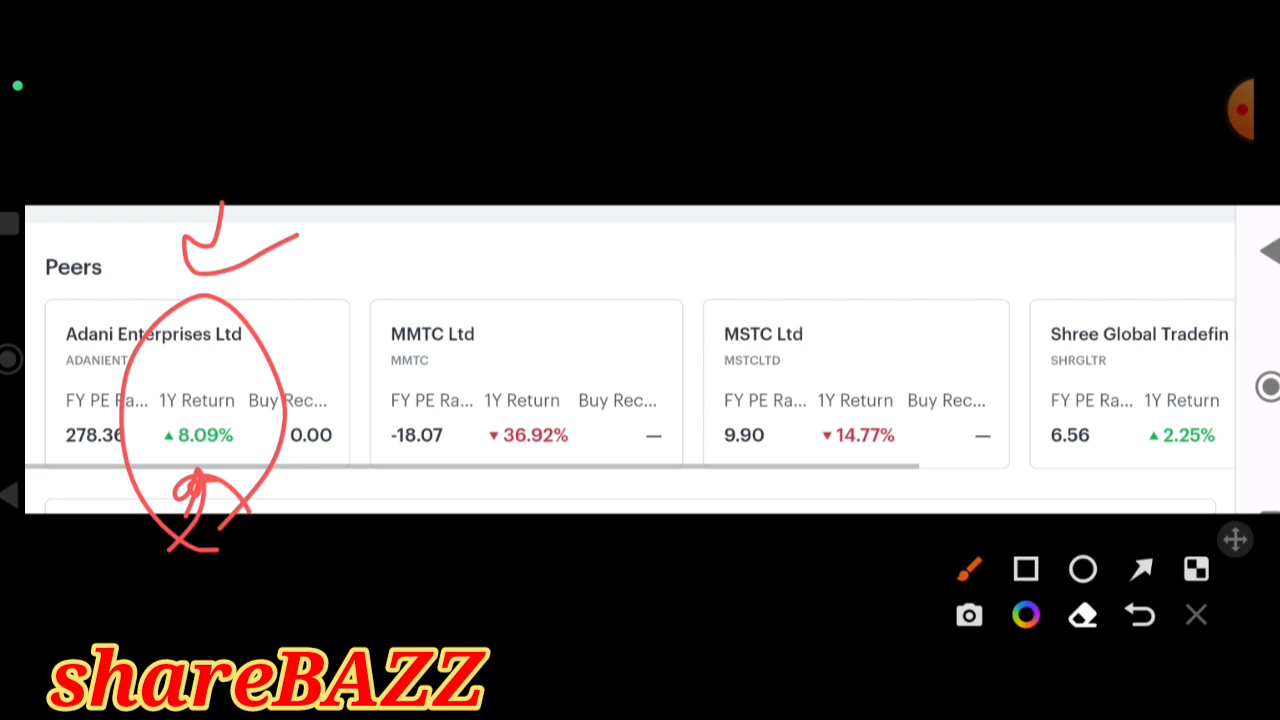 Peers
Adani Enterprises Ltd
ADANIENT
FY PE Ra... 1Y Return Buy Rec...
278.36 ▲ 8.09% 0.00
MMTC Ltd
MMTC
FY PE Ra... 1Y Return Buy Rec...
-18.07 ▼ 36.92% —
MSTC Ltd
MSTCLTD
FY PE Ra... 1Y Return Buy Rec...
9.90 ▼ 14.77% —
Shree Global Tradefin
SHRGLTR
FY PE Ra... 1Y Return
6.56 ▲ 2.25%
shareBAZZ